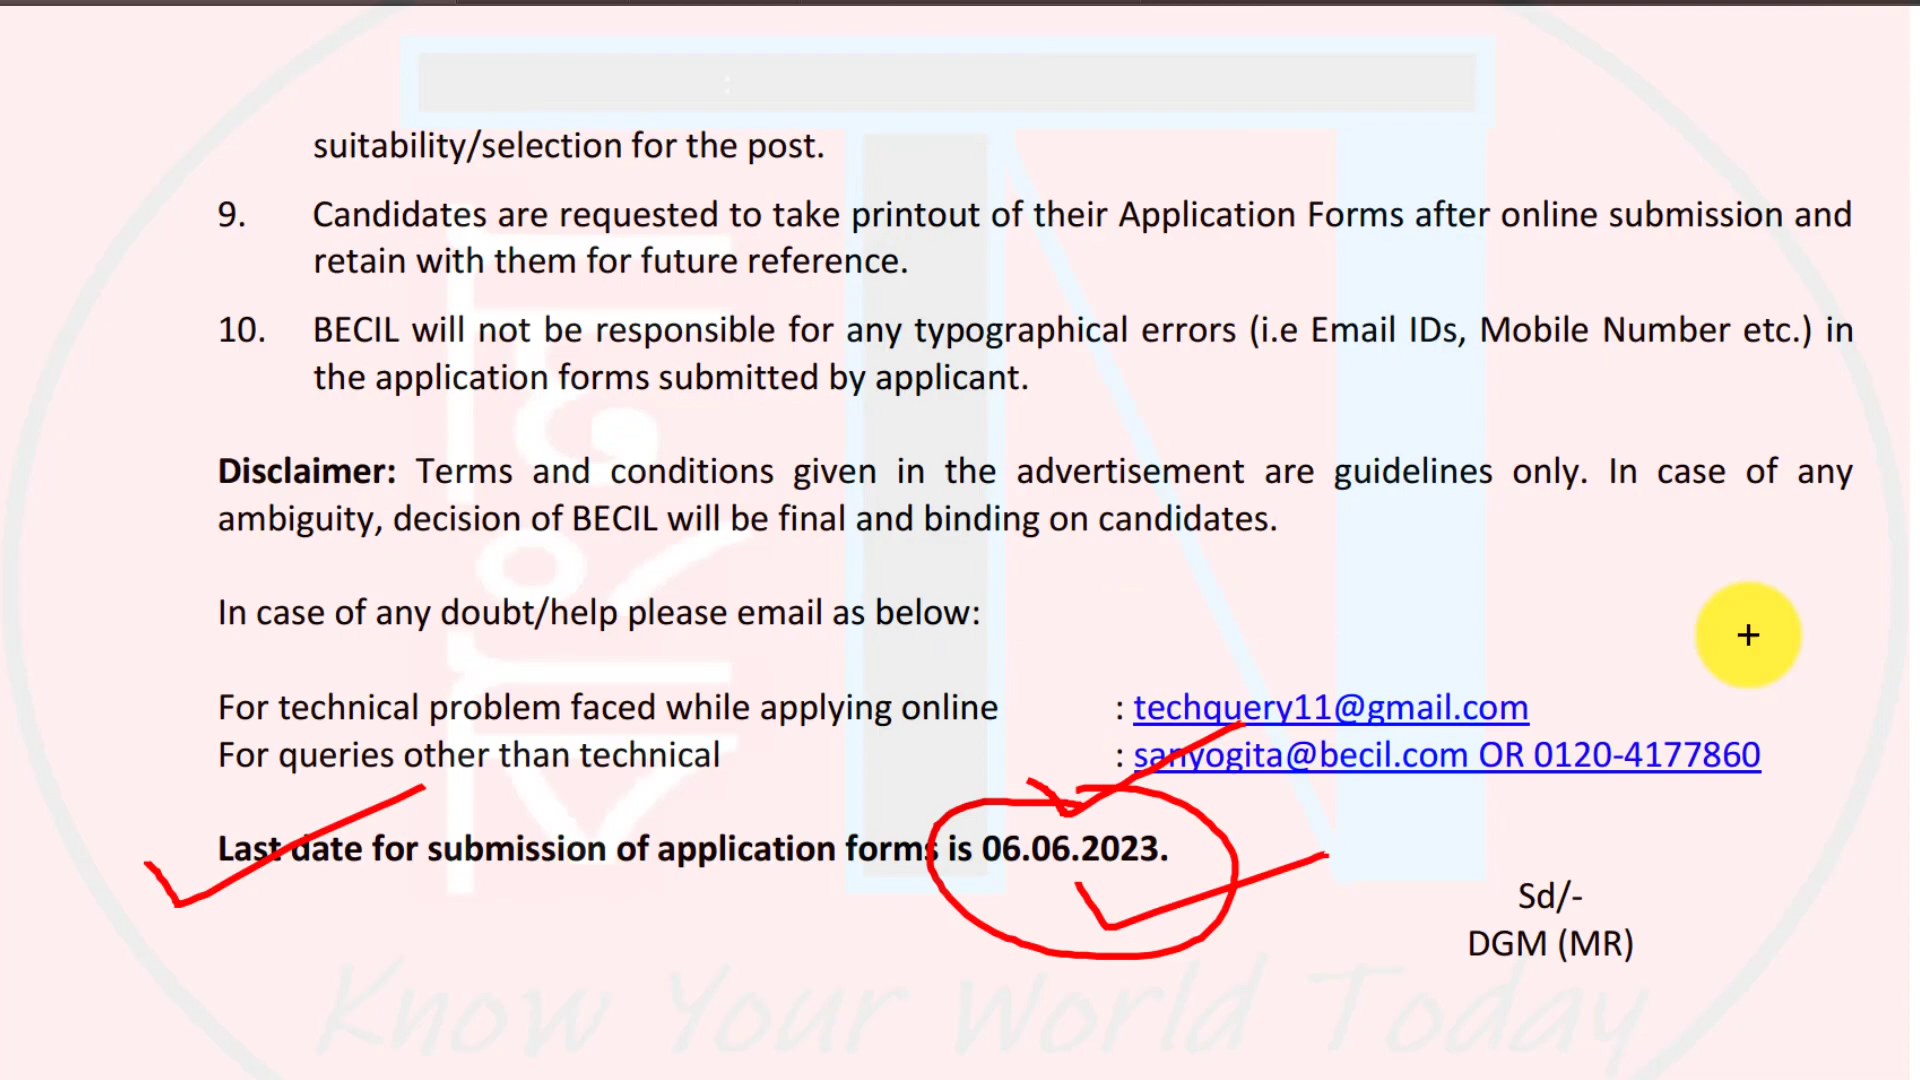 suitability/selection for the post.
9. Candidates are requested to take printout of their Application Forms after online submission and
retain with them for future reference.
10. BECIL will not be responsible for any typographical errors (i.e Email IDs, Mobile Number etc.) in
the application forms submitted by applicant.
Disclaimer: Terms and conditions given in the advertisement are guidelines only. In case of any
ambiguity, decision of BECIL will be final and binding on candidates.
In case of any doubt/help please email as below:
For technical problem faced while applying online : techquery11@gmail.com
For queries other than technical : sanyogita@becil.com OR 0120-4177860
Last date for submission of application forms is 06.06.2023.
Sd/-
DGM (MR)
Know Your World Today